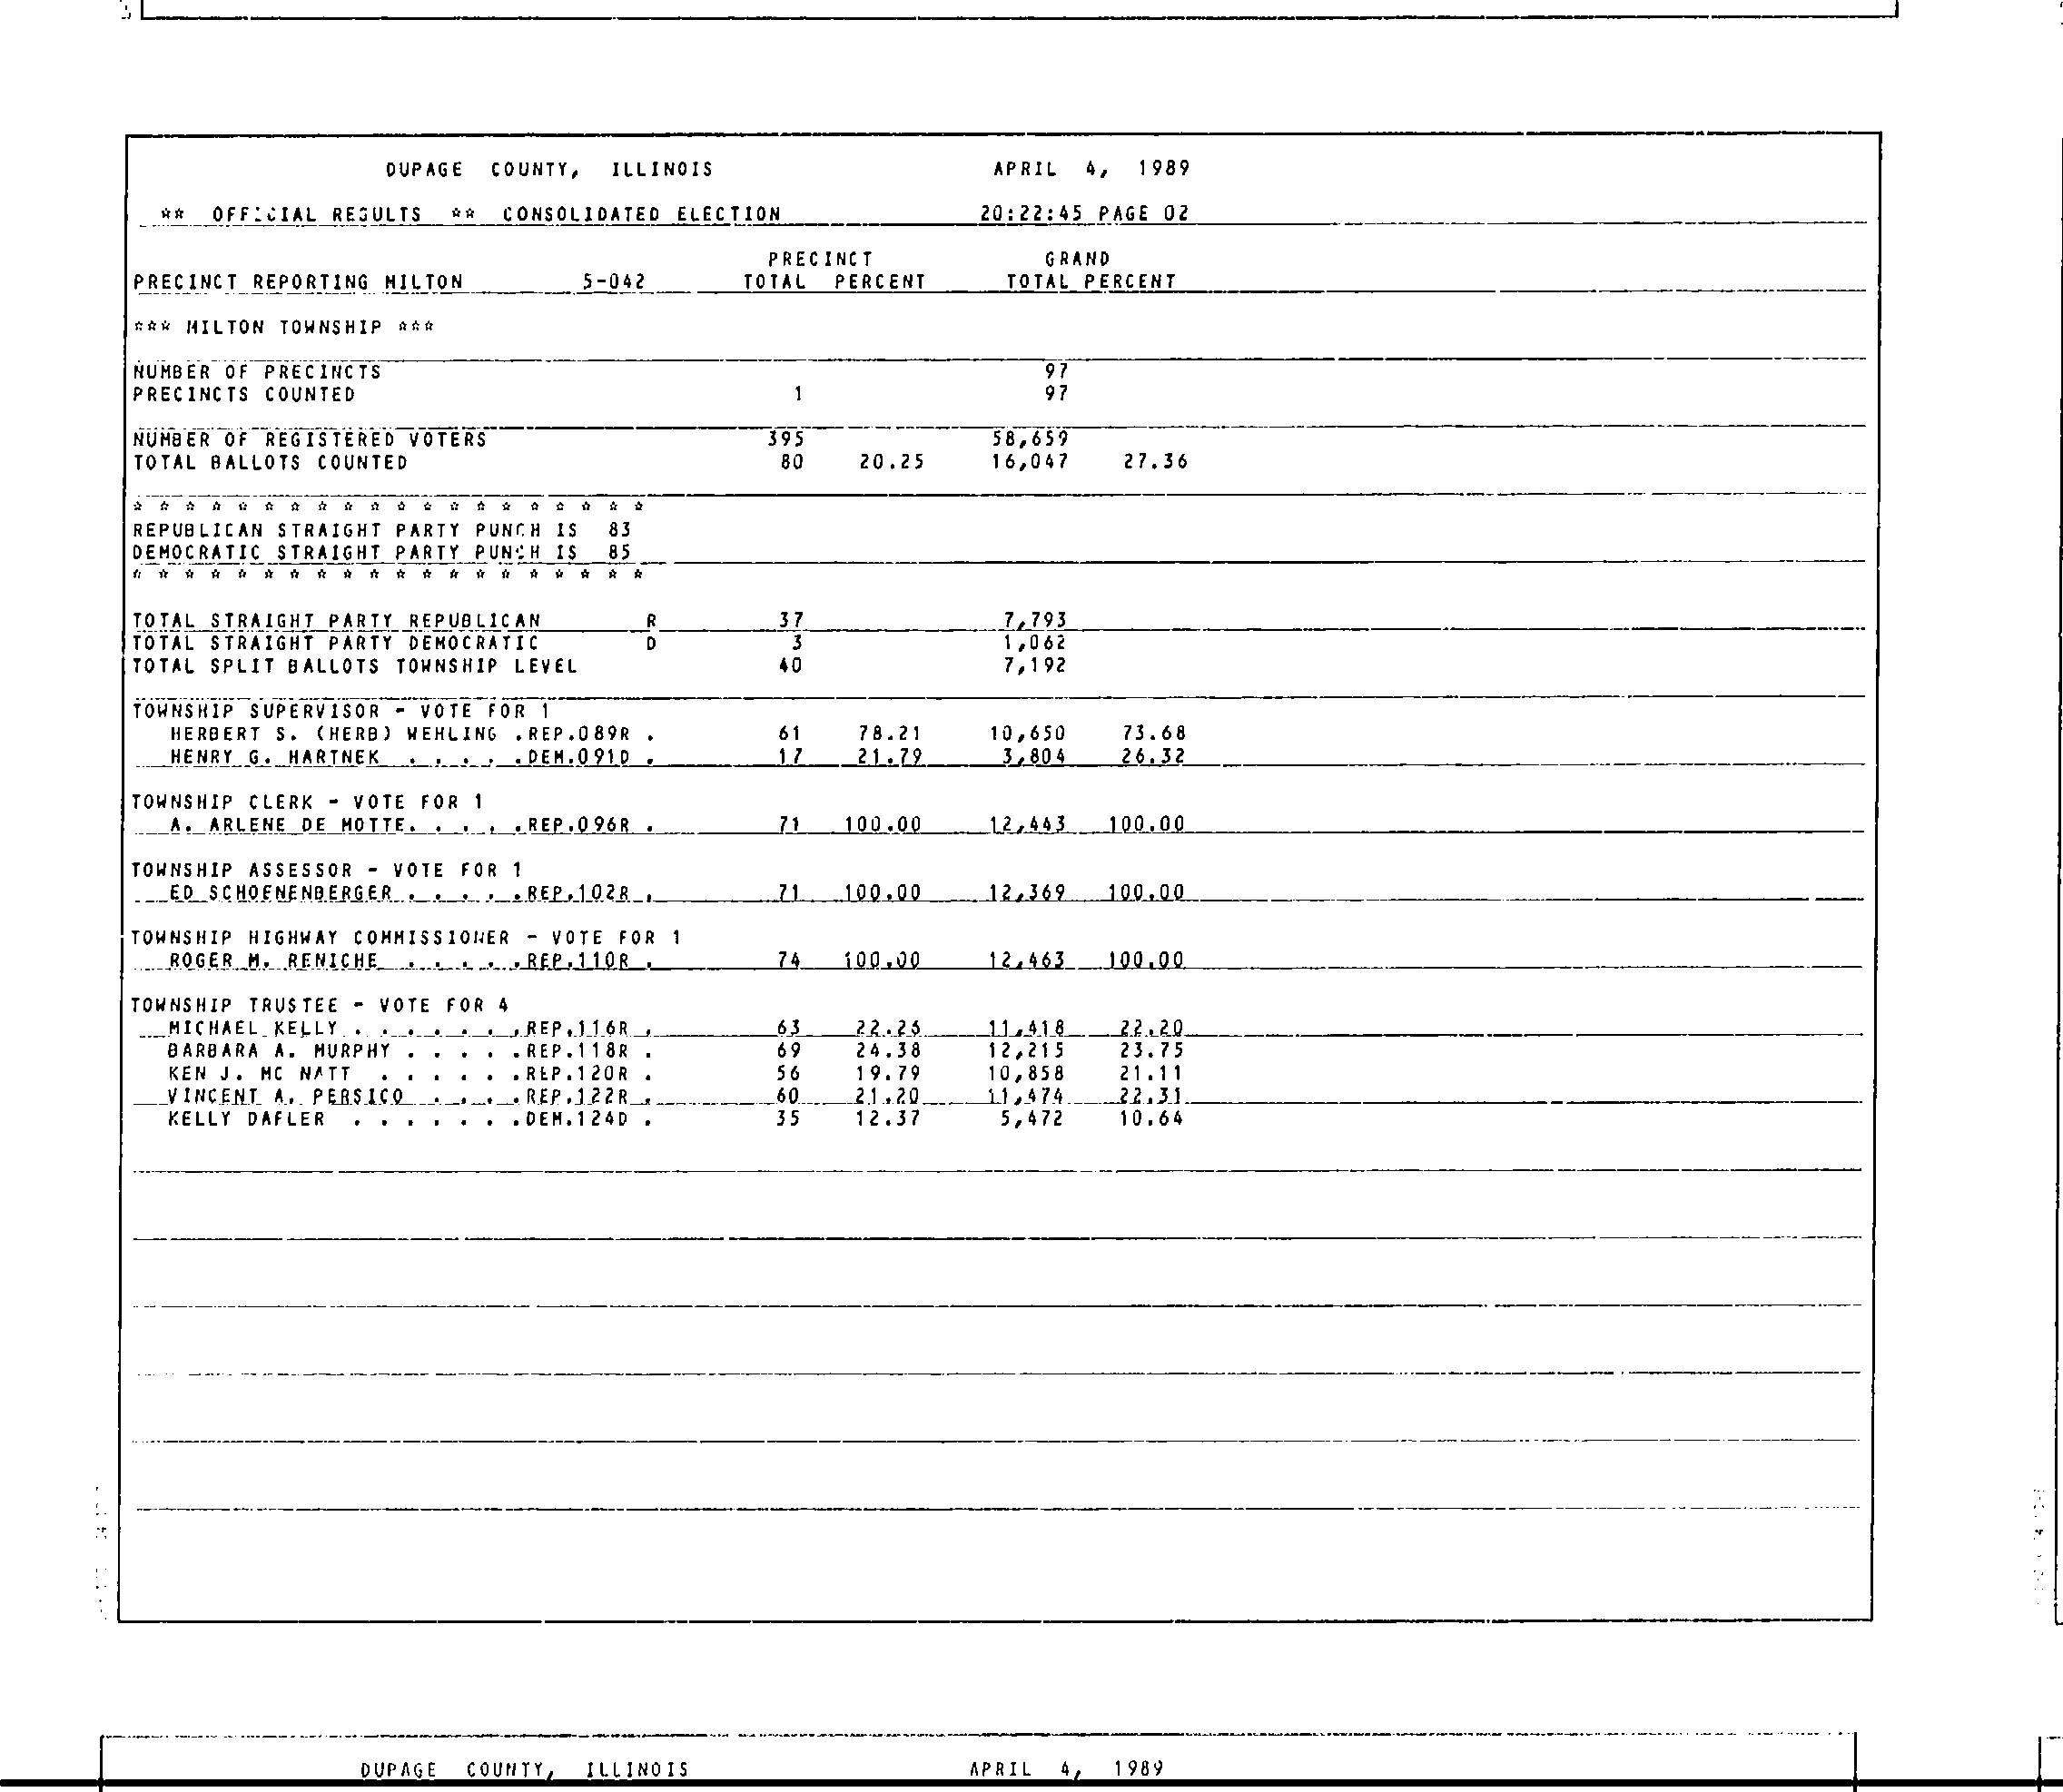 DUPAGE COUNTY, ILLINOIS APRIL 4, 1989
** OFFICIAL RESULTS ** CONSOLIDATED ELECTION 20:22:45 PAGE 02
PRECINCT GRAND
PRECINCT REPORTING MILTON 5-042 TOTAL PERCENT TOTAL PERCENT
*** MILTON TOWNSHIP ***
NUMBER OF PRECINCTS 97
PRECINCTS COUNTED 1 97
NUMBER OF REGISTERED VOTERS 395 58,659
TOTAL BALLOTS COUNTED 80 20.25 16,047 27.36
* * * * * * * * * * * * * * * * * * * *
REPUBLICAN STRAIGHT PARTY PUNCH IS 83
DEMOCRATIC STRAIGHT PARTY PUNCH IS 85
* * * * * * * * * * * * * * * * * * * *
TOTAL STRAIGHT PARTY REPUBLICAN R 37 7,793
TOTAL STRAIGHT PARTY DEMOCRATIC D 3 1,062
TOTAL SPLIT BALLOTS TOWNSHIP LEVEL 40 7,192
TOWNSHIP SUPERVISOR - VOTE FOR 1
HERBERT S. (HERB) WEHLING .REP.089R . 61 78.21 10,650 73.68
HENRY G. HARTNEK . . . . .DEM.091D . 17 21.79 3,804 26.32
TOWNSHIP CLERK - VOTE FOR 1
A. ARLENE DE MOTTE. . . . .REP.096R . 71 100.00 12,443 100.00
TOWNSHIP ASSESSOR - VOTE FOR 1
ED SCHOENENBERGER . . . . .REP.102R . 71 100.00 12,369 100.00
TOWNSHIP HIGHWAY COMMISSIONER - VOTE FOR 1
ROGER M. RENICHE . . . . .REP.110R . 74 100.00 12,463 100.00
TOWNSHIP TRUSTEE - VOTE FOR 4
MICHAEL KELLY . . . . . . .REP.116R . 63 22.26 11,418 22.20
BARBARA A. MURPHY . . . . .REP.118R . 69 24.38 12,215 23.75
KEN J. MC NATT . . . . . .REP.120R . 56 19.79 10,858 21.11
VINCENT A. PERSICO . . . .REP.122R . 60 21.20 11,474 22.31
KELLY DAFLER . . . . . . .DEM.124D . 35 12.37 5,472 10.64
DUPAGE COUNTY, ILLINOIS APRIL 4, 1989